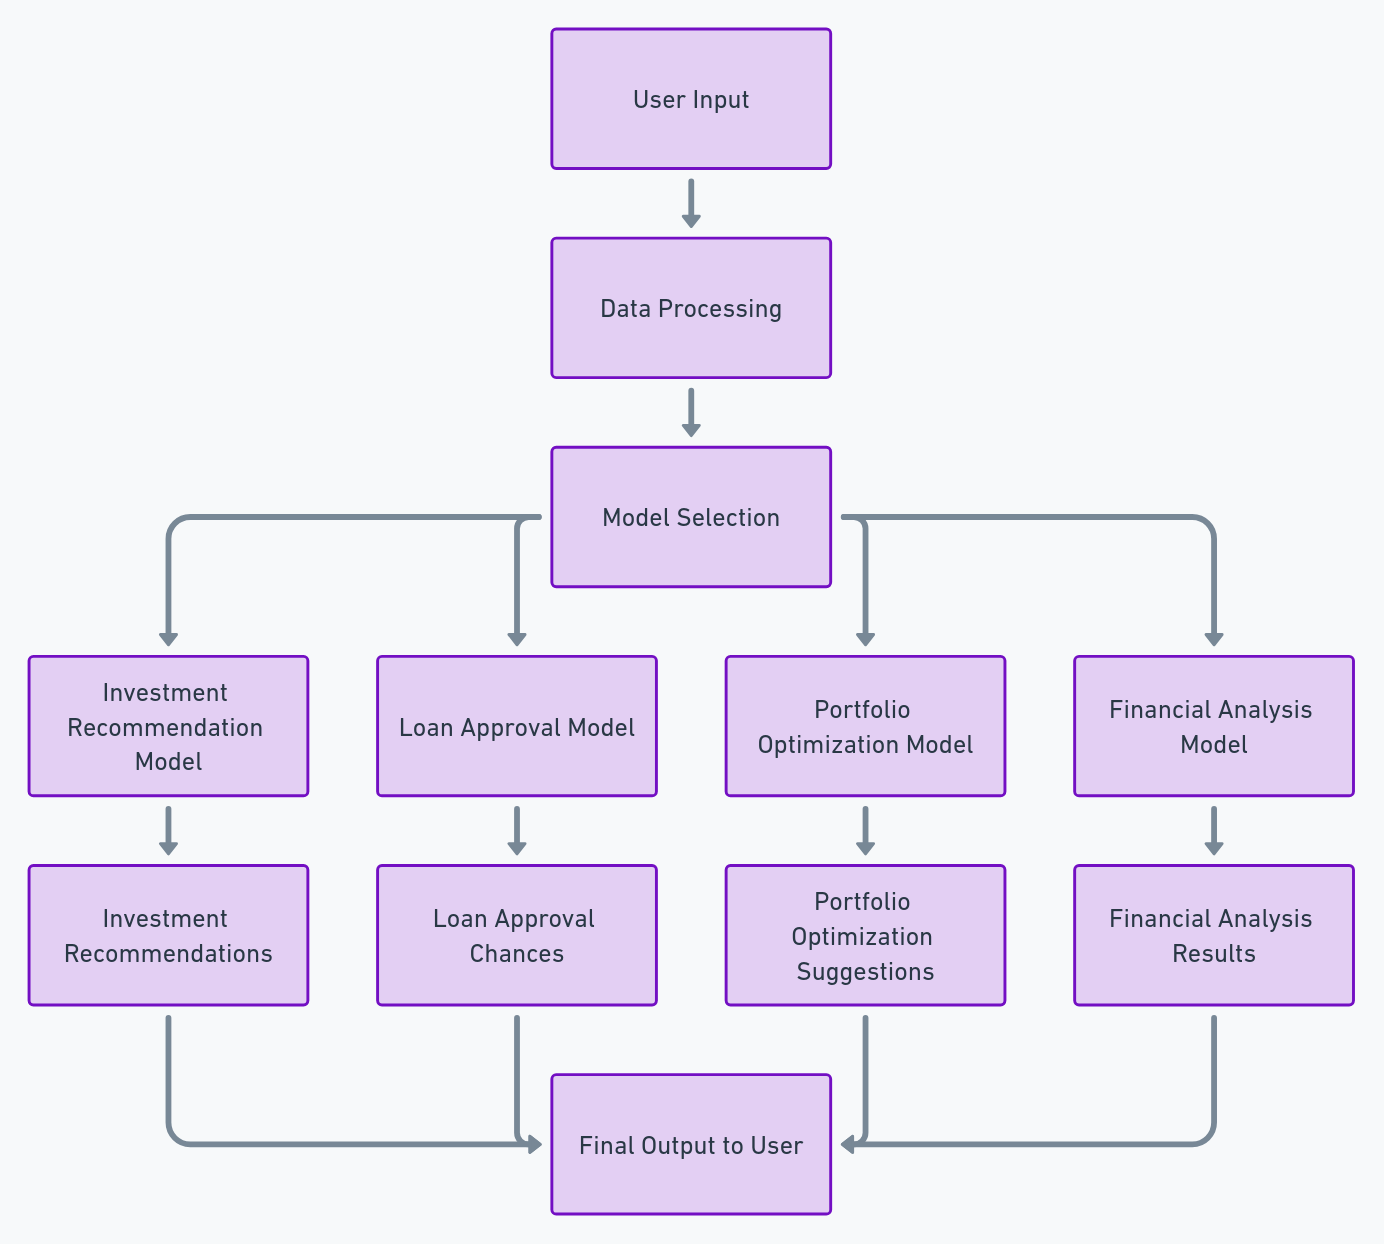 User Input
Data Processing
Model Selection
Investment
Recommendation
Model
Loan Approval Model
Portfolio
Optimization Model
Financial Analysis
Model
Investment
Recommendations
Loan Approval
Chances
Portfolio
Optimization
Suggestions
Financial Analysis
Results
Final Output to User